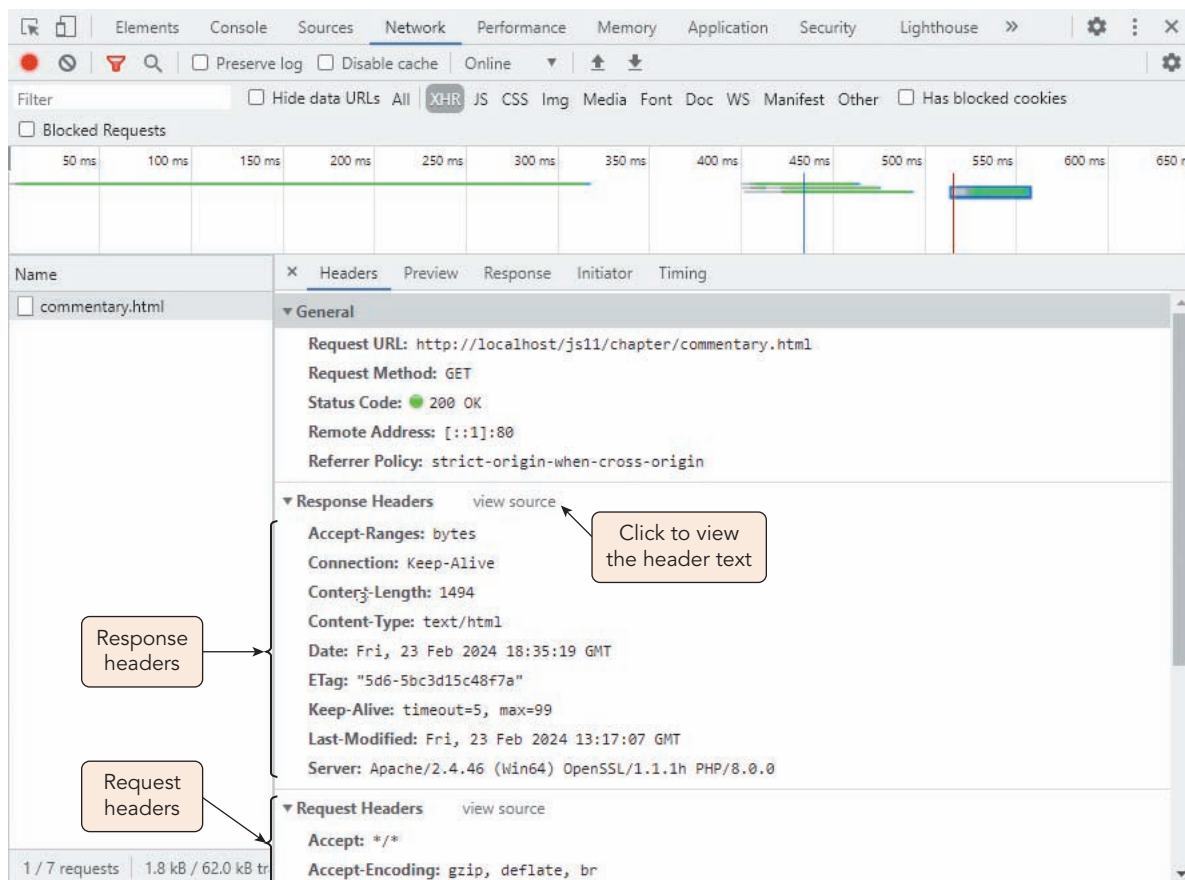 Elements Console Sources Network Performance Memory Application Security Lighthouse »
Preserve log Disable cache Online
Filter Hide data URLs All XHR JS CSS Img Media Font Doc WS Manifest Other Has blocked cookies
Blocked Requests
50 ms 100 ms 150 ms 200 ms 250 ms 300 ms 350 ms 400 ms 450 ms 500 ms 550 ms 600 ms 650
Name
commentary.html
× Headers Preview Response Initiator Timing
General
Request URL: http://localhost/js11/chapter/commentary.html
Request Method: GET
Status Code: 200 OK
Remote Address: [::1]:80
Referrer Policy: strict-origin-when-cross-origin
Response Headers view source
Click to view
the header text
Accept-Ranges: bytes
Connection: Keep-Alive
Content-Length: 1494
Content-Type: text/html
Date: Fri, 23 Feb 2024 18:35:19 GMT
ETag: "5d6-5bc3d15c48f7a"
Keep-Alive: timeout=5, max=99
Last-Modified: Fri, 23 Feb 2024 13:17:07 GMT
Server: Apache/2.4.46 (Win64) OpenSSL/1.1.1h PHP/8.0.0
Response
headers
Request
headers
Request Headers view source
Accept: */*
Accept-Encoding: gzip, deflate, br
1 / 7 requests 1.8 kB / 62.0 kB tr